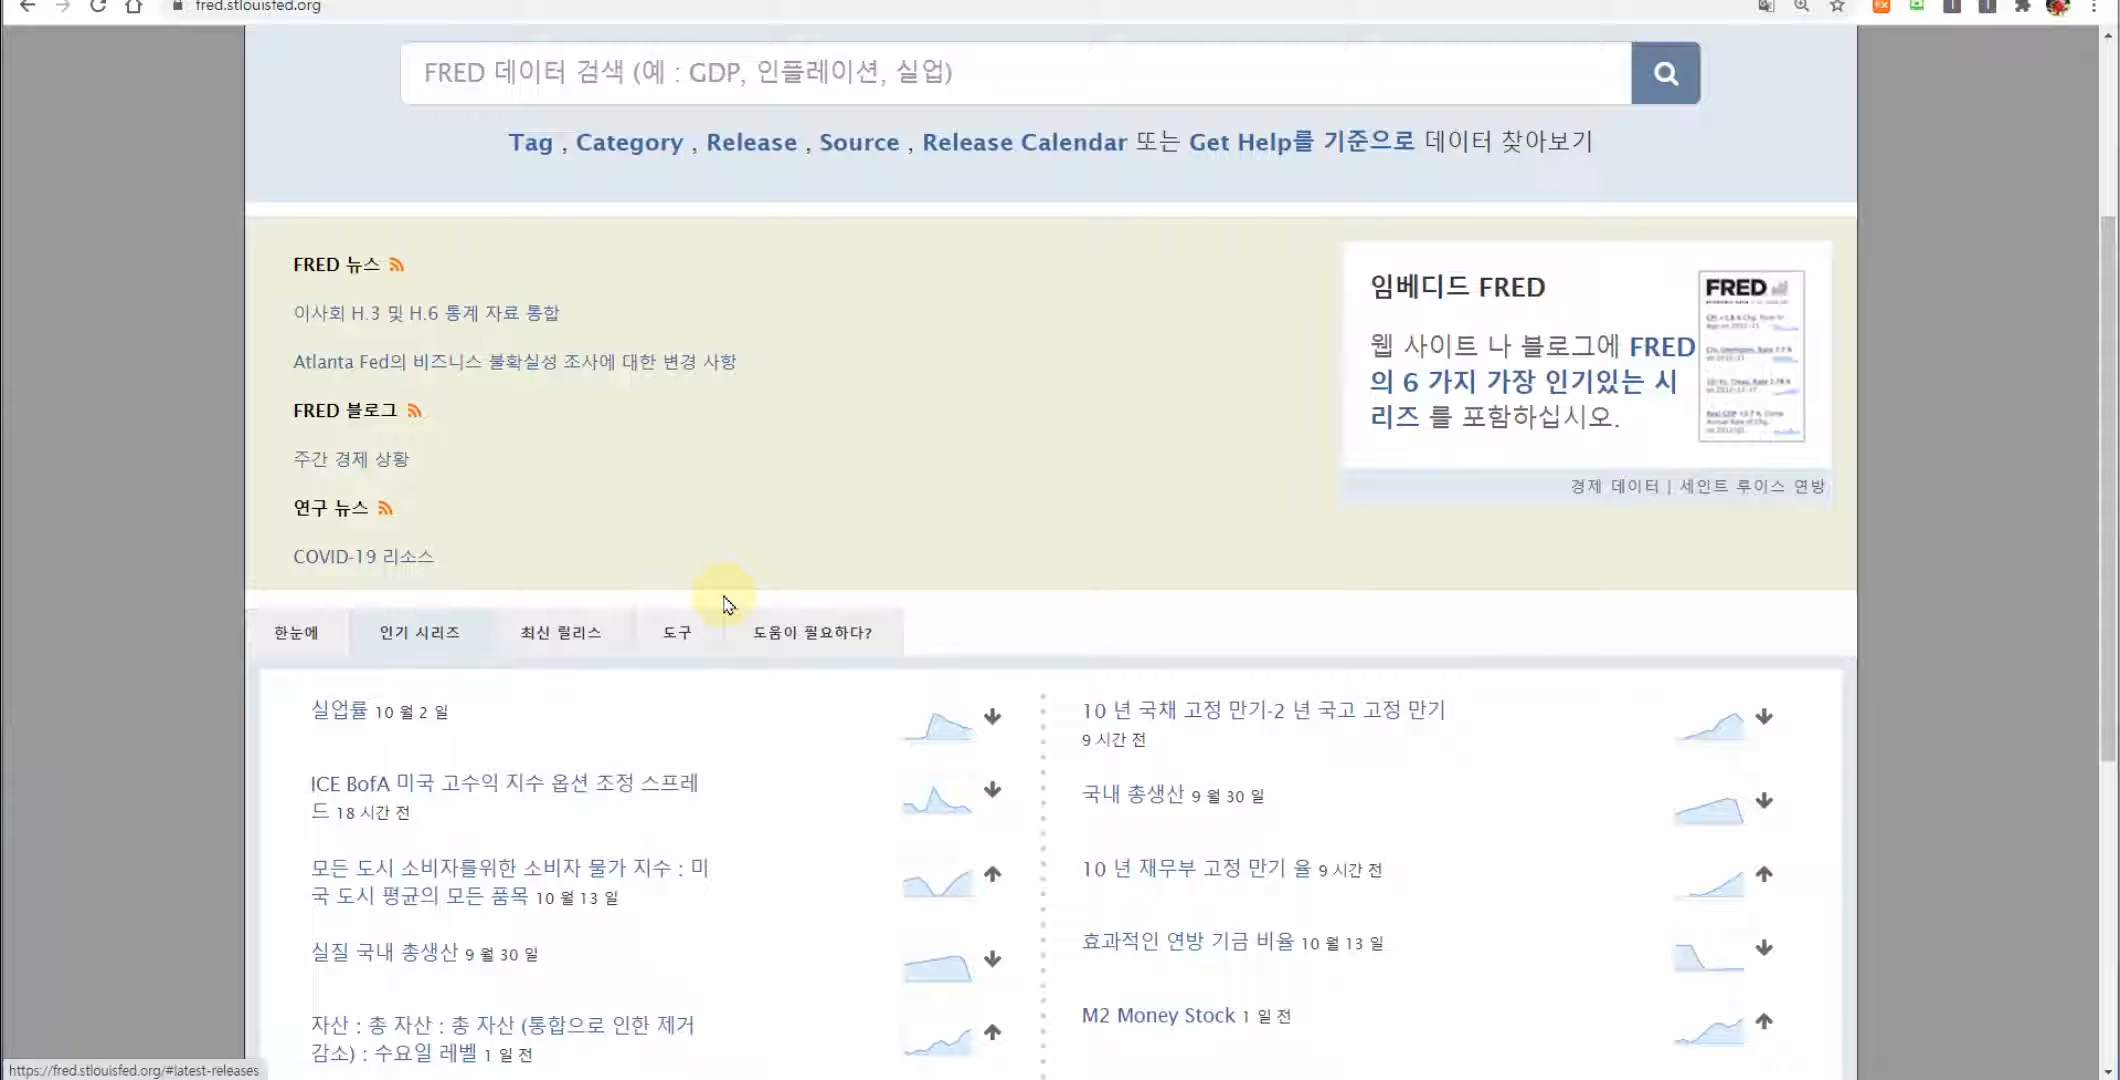 fred.stlouisfed.org
FRED 데이터 검색 (예 : GDP, 인플레이션, 실업)
Tag , Category , Release , Source , Release Calendar 또는 Get Help를 기준으로 데이터 찾아보기
FRED 뉴스
이사회 H.3 및 H.6 통계 자료 통합
Atlanta Fed의 비즈니스 불확실성 조사에 대한 변경 사항
FRED 블로그
주간 경제 상황
연구 뉴스
COVID-19 리소스
임베디드 FRED
웹 사이트 나 블로그에 FRED
의 6 가지 가장 인기있는 시
리즈 를 포함하십시오.
FRED
경제 데이터 | 세인트 루이스 연방
한눈에
인기 시리즈
최신 릴리스
도구
도움이 필요하다?
실업률 10 월 2 일
ICE BofA 미국 고수익 지수 옵션 조정 스프레
드 18 시간 전
모든 도시 소비자를위한 소비자 물가 지수 : 미
국 도시 평균의 모든 품목 10 월 13 일
실질 국내 총생산 9 월 30 일
자산 : 총 자산 : 총 자산 (통합으로 인한 제거
감소) : 수요일 레벨 1 일 전
10 년 국채 고정 만기-2 년 국고 고정 만기
9 시간 전
국내 총생산 9 월 30 일
10 년 재무부 고정 만기 율 9 시간 전
효과적인 연방 기금 비율 10 월 13 일
M2 Money Stock 1 일 전
https://fred.stlouisfed.org/#latest-releases